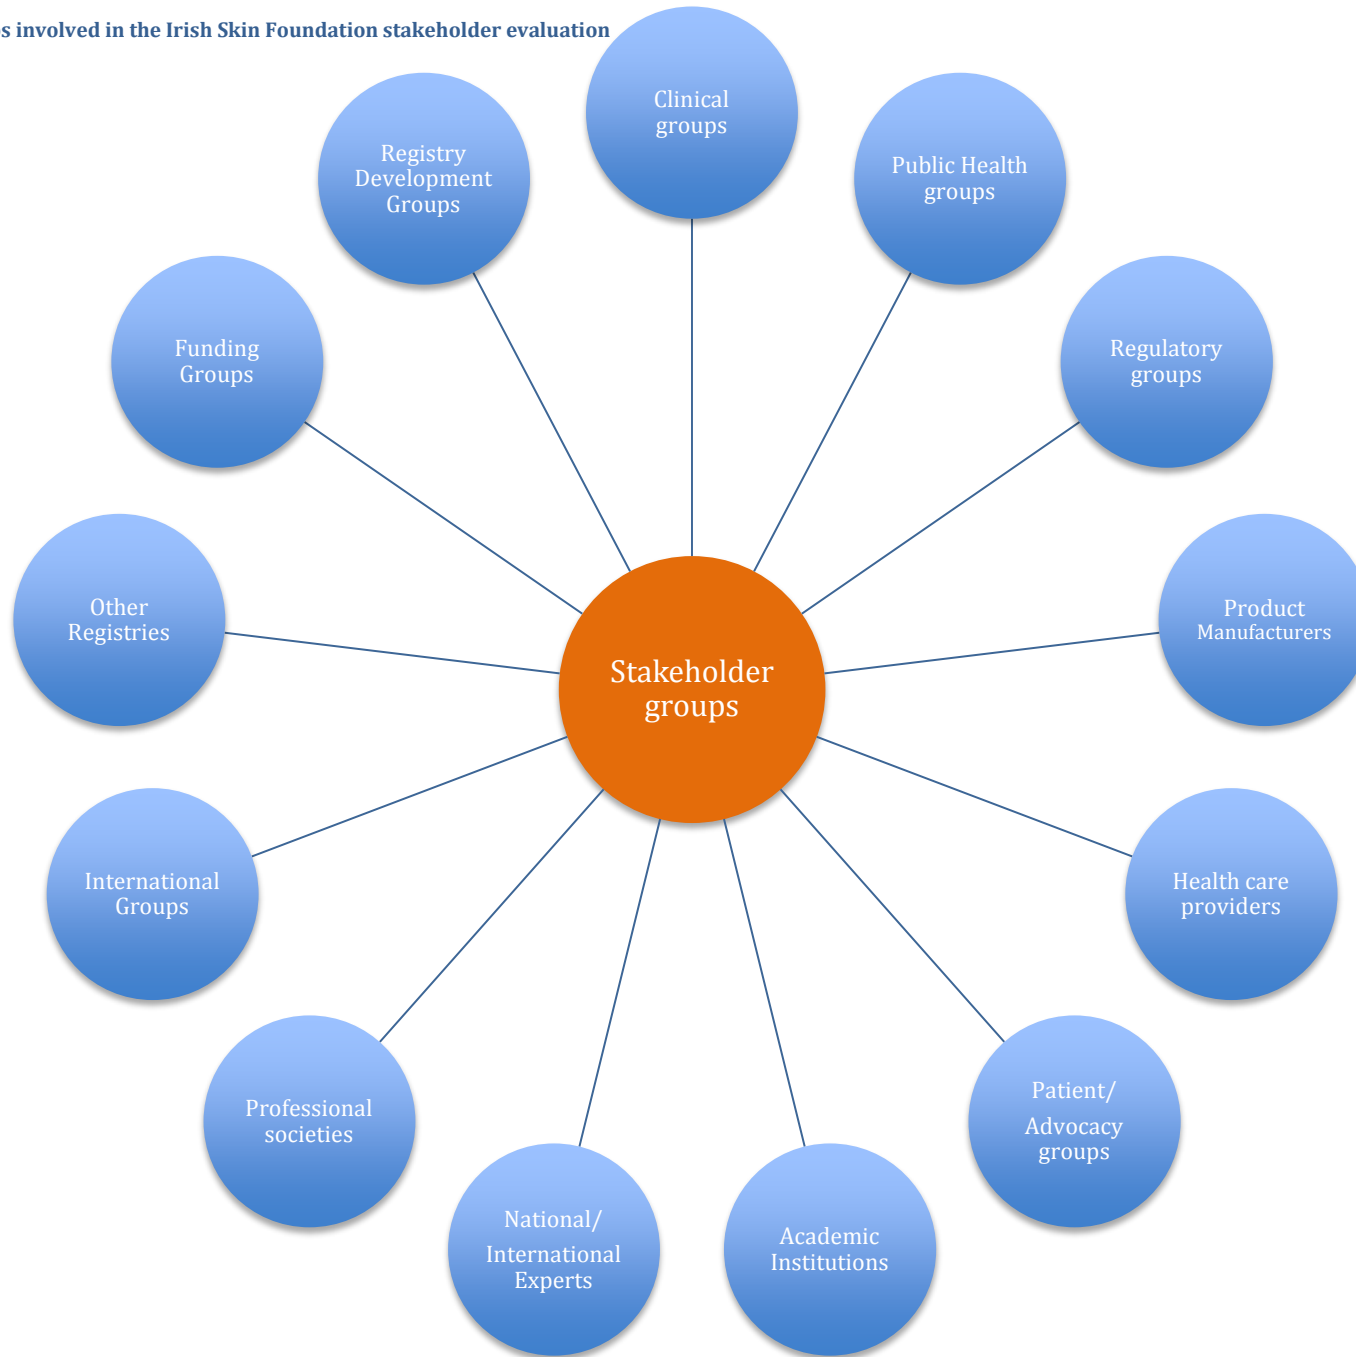 involved in the Irish Skin Foundation stakeholder evaluation
Clinical
groups
Public Health
groups
Regulatory
groups
Product
Manufacturers
Health care
providers
Patient/
Advocacy
groups
Academic
Institutions
National/
International
Experts
Professional
societies
International
Groups
Other
Registries
Funding
Groups
Registry
Development
Groups
Stakeholder
groups